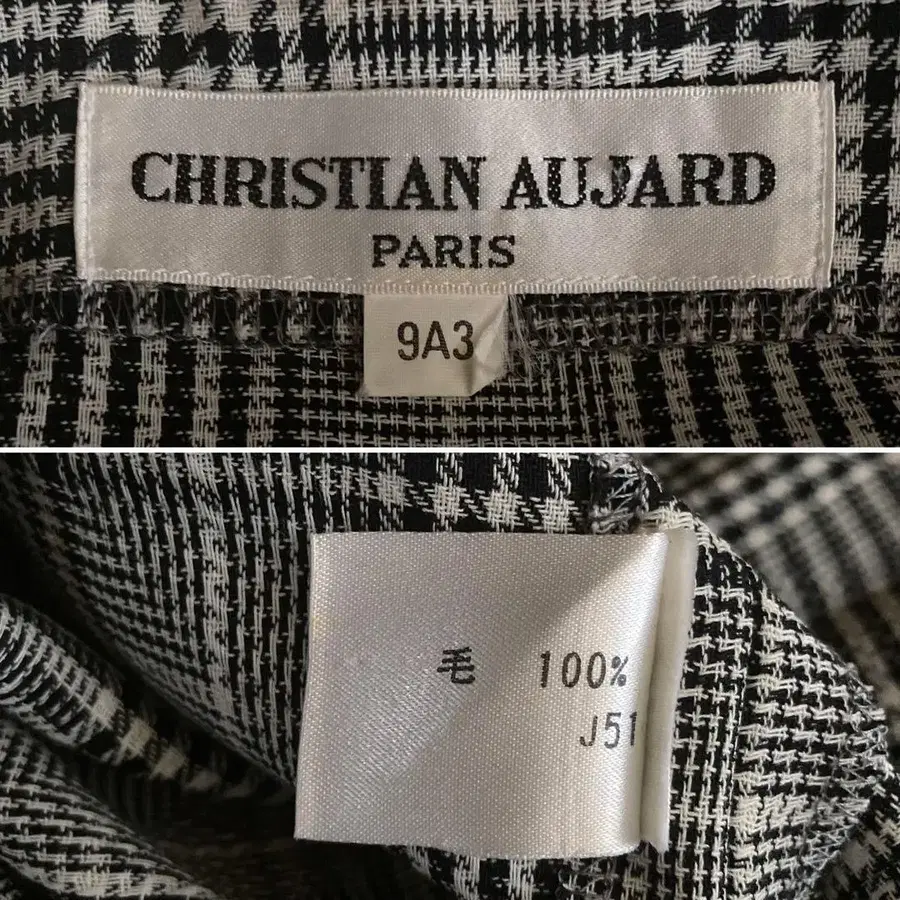 CHRISTIAN AUJARD
PARIS
9A3
毛 100%
J51